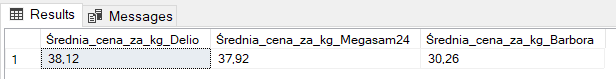 Results Messages
Średnia_cena_za_kg_Delio Średnia_cena_za_kg_Megasam24 Średnia_cena_za_kg_Barbora
1 38,12 37,92 30,26